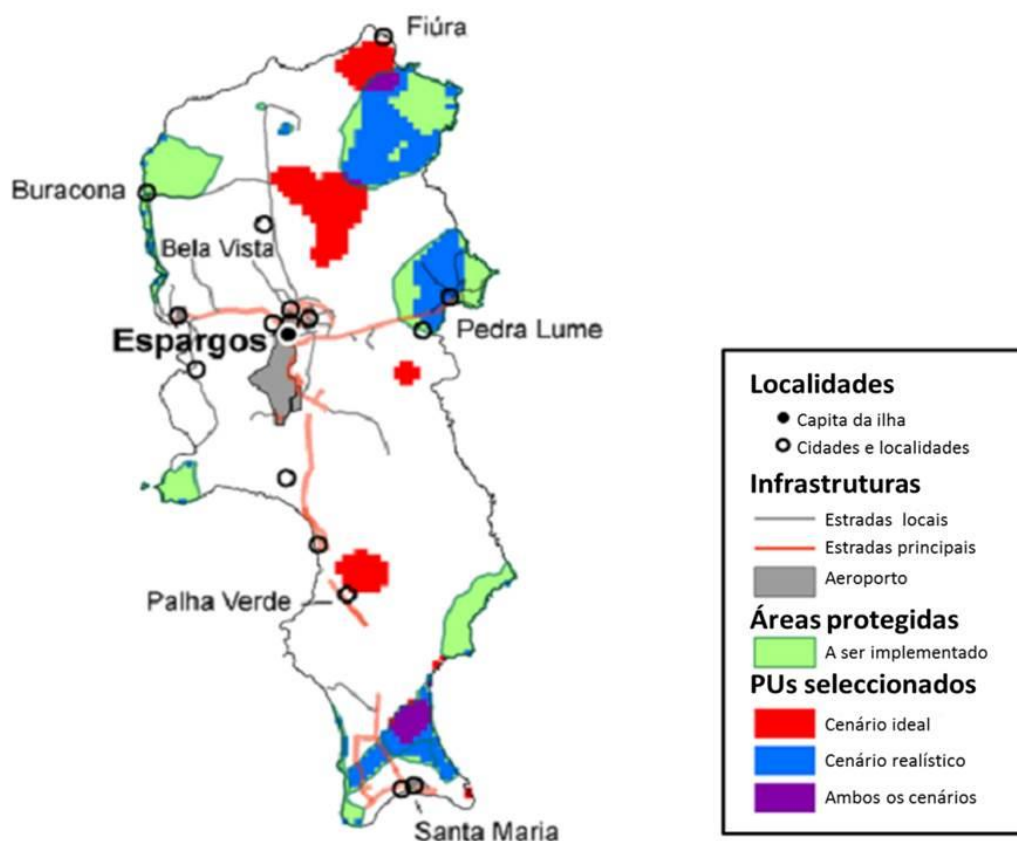 Fiúra
Buracona
Bela Vista
Espargos
Pedra Lume
Palha Verde
Santa Maria
Localidades
Capita da ilha
Cidades e localidades
Infrastruturas
Estradas locais
Estradas principais
Aeroporto
Áreas protegidas
A ser implementado
PUs seleccionados
Cenário ideal
Cenário realístico
Ambos os cenários